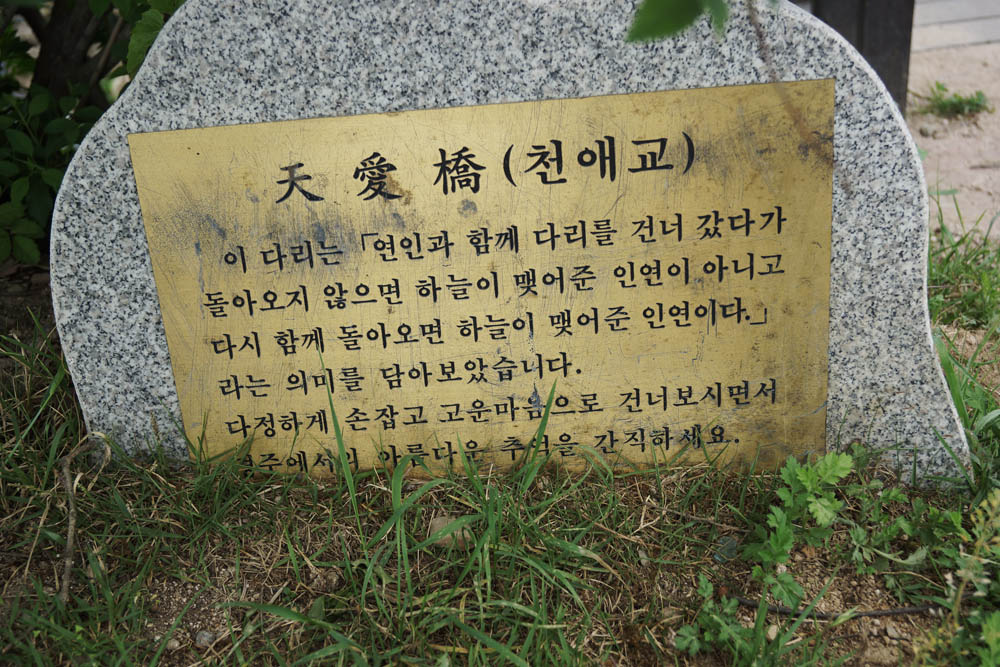 天愛橋(천애교)
이 다리는 「연인과 함께 다리를 건너 갔다가
돌아오지 않으면 하늘이 맺어준 인연이 아니고
다시 함께 돌아오면 하늘이 맺어준 인연이다.」
라는 의미를 담아보았습니다.
다정하게 손잡고 고운마음으로 건너보시면서
아름다운 추억을 간직하세요.